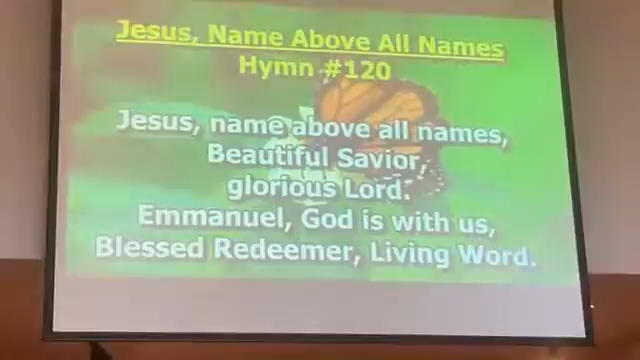 Jesus, Name Above All Names
Hymn #120
Jesus, name above all names,
Beautiful Savior,
glorious Lord.
Emmanuel, God is with us,
Blessed Redeemer, Living Word.